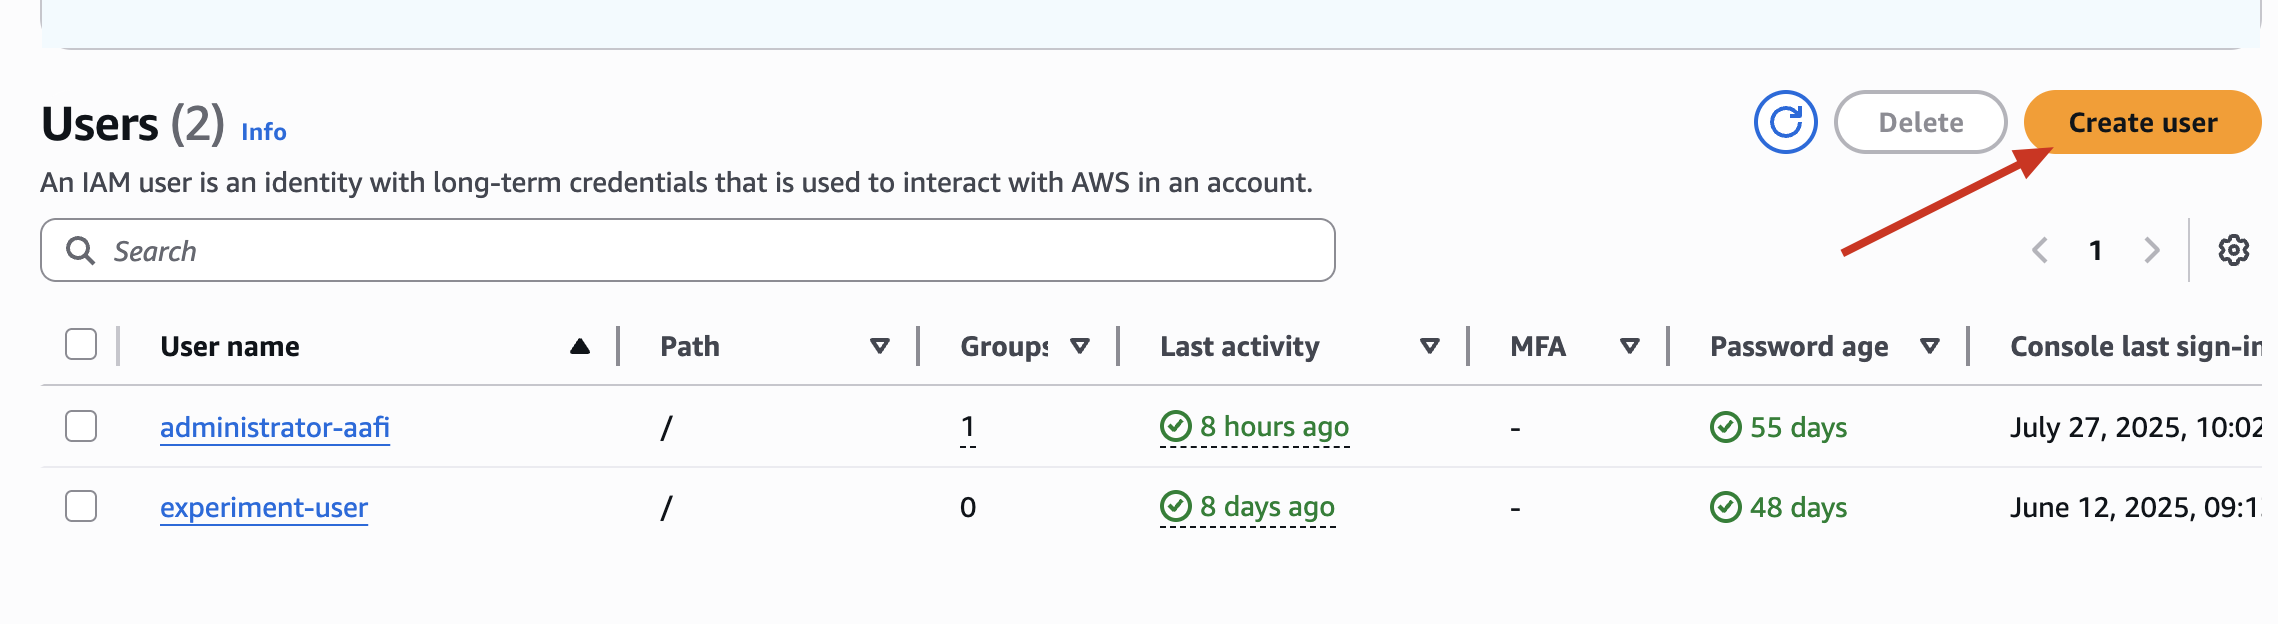 Users (2) Info
Delete
Create user
An IAM user is an identity with long-term credentials that is used to interact with AWS in an account.
Search
1
User name Path Groups Last activity MFA Password age Console last sign-in
administrator-aafi / 1 8 hours ago - 55 days July 27, 2025, 10:02
experiment-user / 0 8 days ago - 48 days June 12, 2025, 09:1